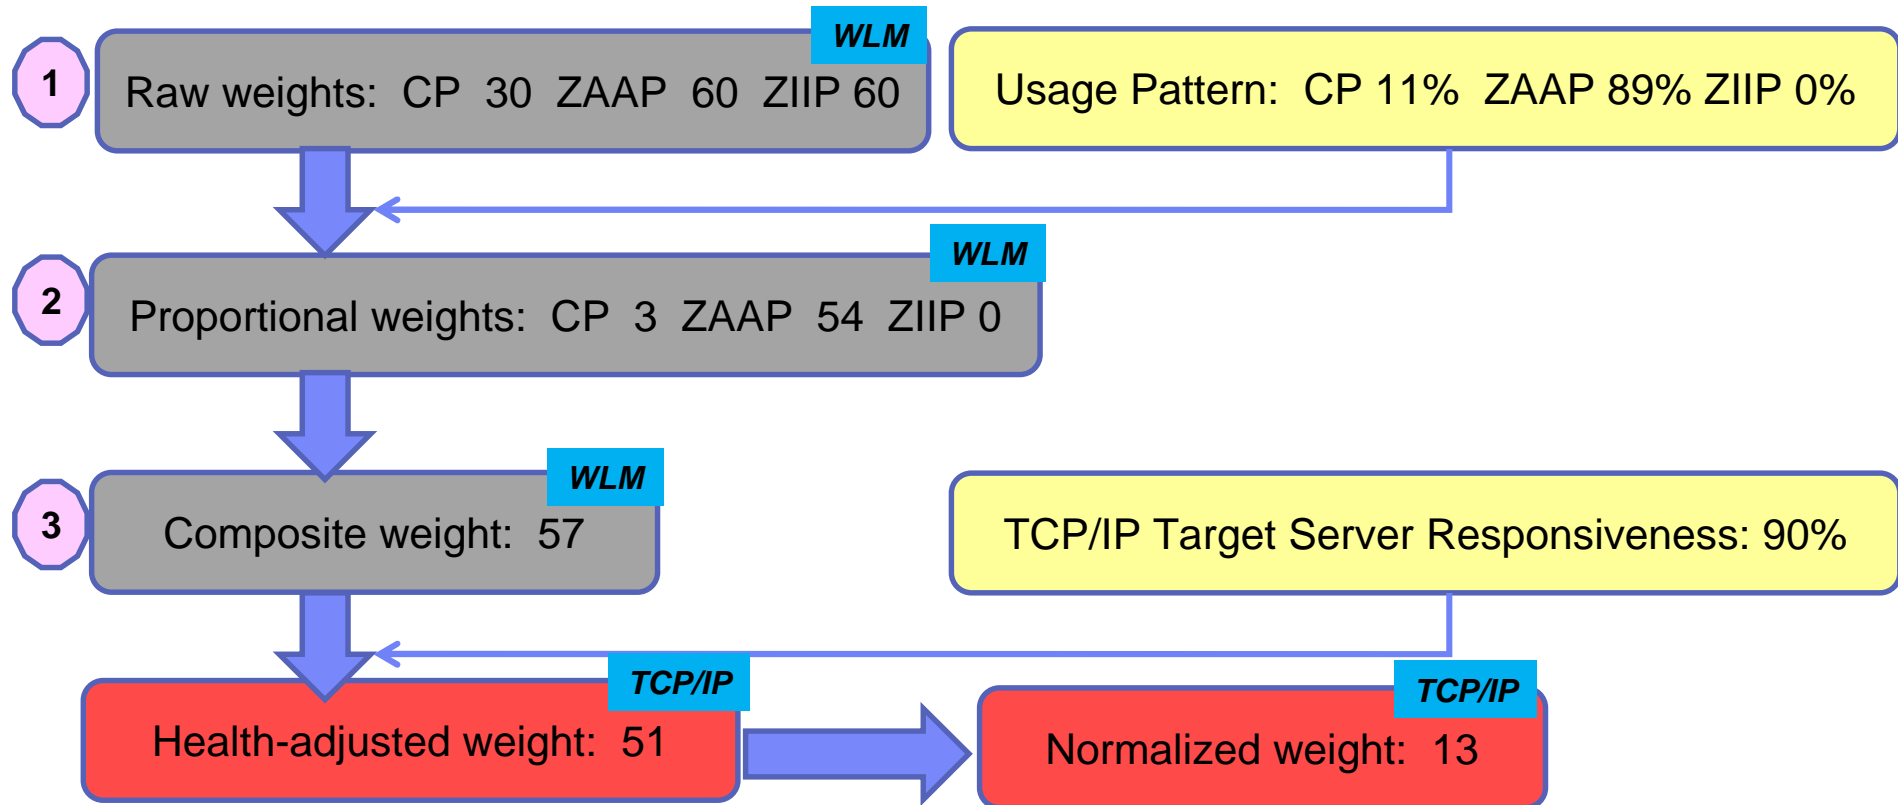 WLM
1
Raw weights: CP 30 ZAAP 60 ZIIP 60
Usage Pattern: CP 11% ZAAP 89% ZIIP 0%
WLM
2
Proportional weights: CP 3 ZAAP 54 ZIIP 0
WLM
3
Composite weight: 57
TCP/IP Target Server Responsiveness: 90%
TCP/IP
Health-adjusted weight: 51
TCP/IP
Normalized weight: 13